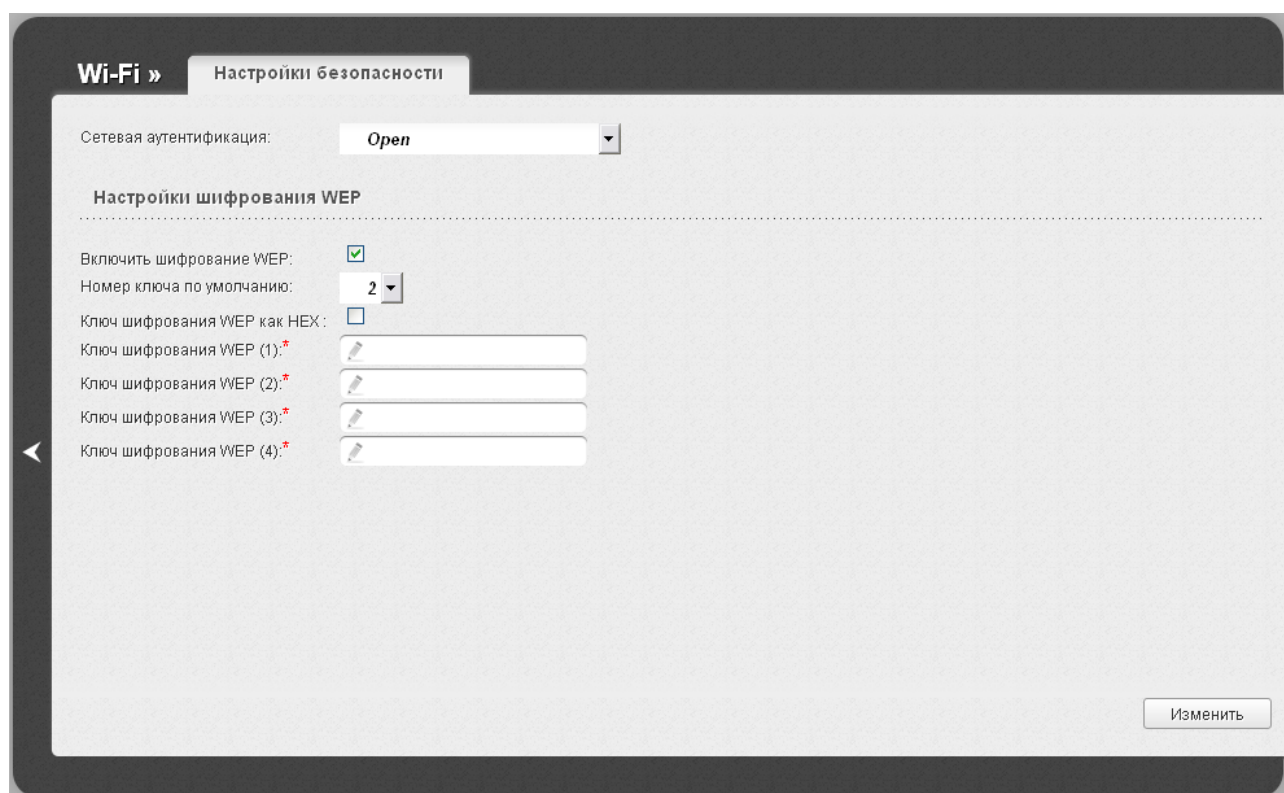 Wi-Fi » Настройки безопасности
Сетевая аутентификация: Open
Настройки шифрования WEP
Включить шифрование WEP:
Номер ключа по умолчанию: 2
Ключ шифрования WEP как HEX :
Ключ шифрования WEP (1):*
Ключ шифрования WEP (2):*
Ключ шифрования WEP (3):*
Ключ шифрования WEP (4):*
Изменить